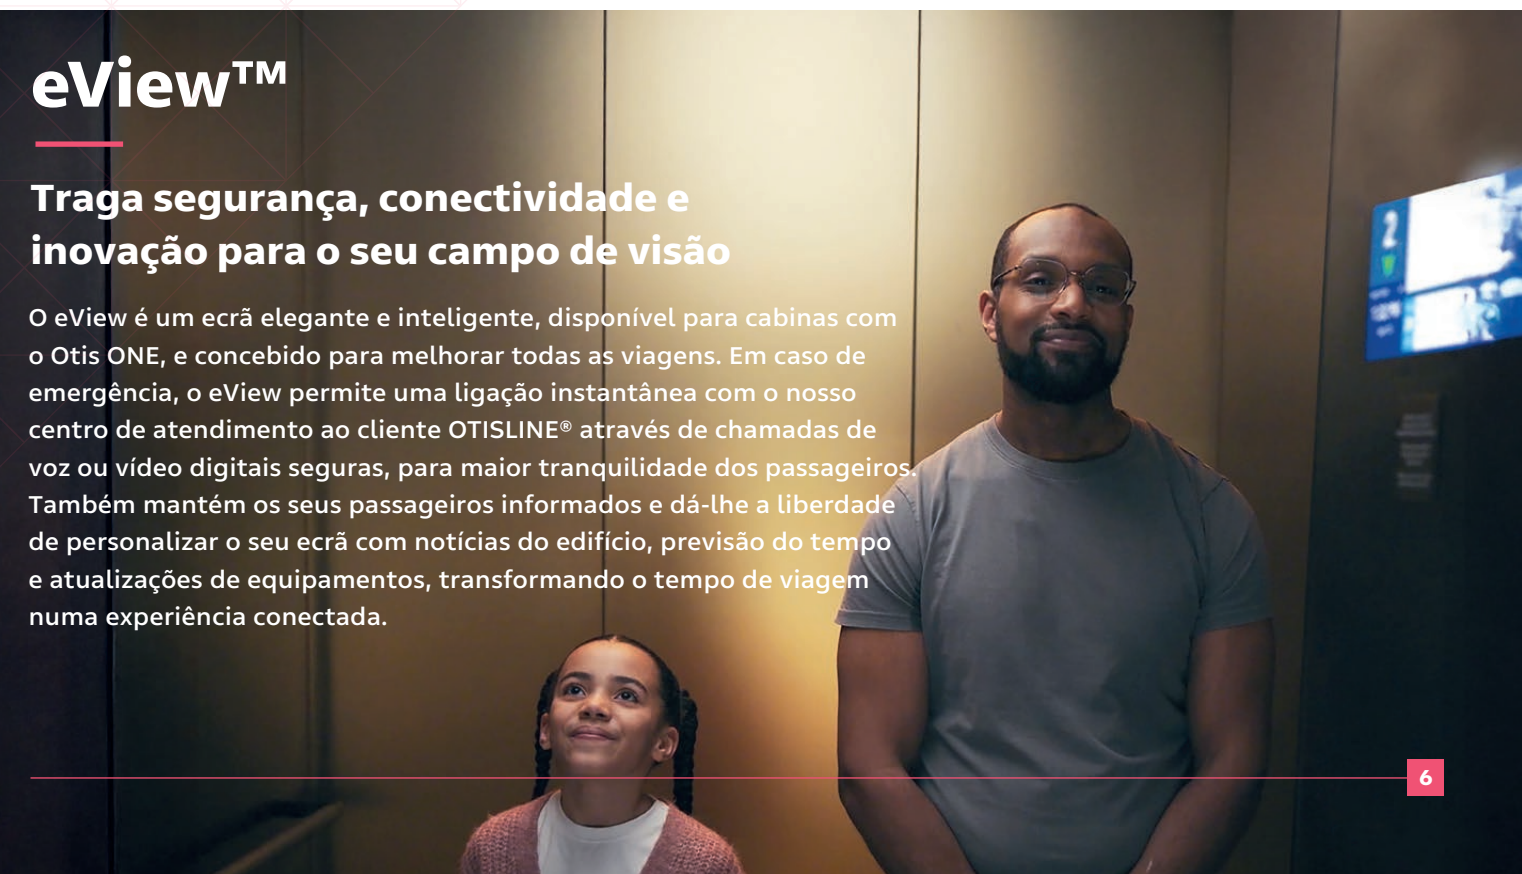 eView™
Traga segurança, conectividade e
inovação para o seu campo de visão
O eView é um ecrã elegante e inteligente, disponível para cabinas com
o Otis ONE, e concebido para melhorar todas as viagens. Em caso de
emergência, o eView permite uma ligação instantânea com o nosso
centro de atendimento ao cliente OTISLINE® através de chamadas de
voz ou vídeo digitais seguras, para maior tranquilidade dos passageiros.
Também mantém os seus passageiros informados e dá-lhe a liberdade
de personalizar o seu ecrã com notícias do edifício, previsão do tempo
e atualizações de equipamentos, transformando o tempo de viagem
numa experiência conectada.
2
6